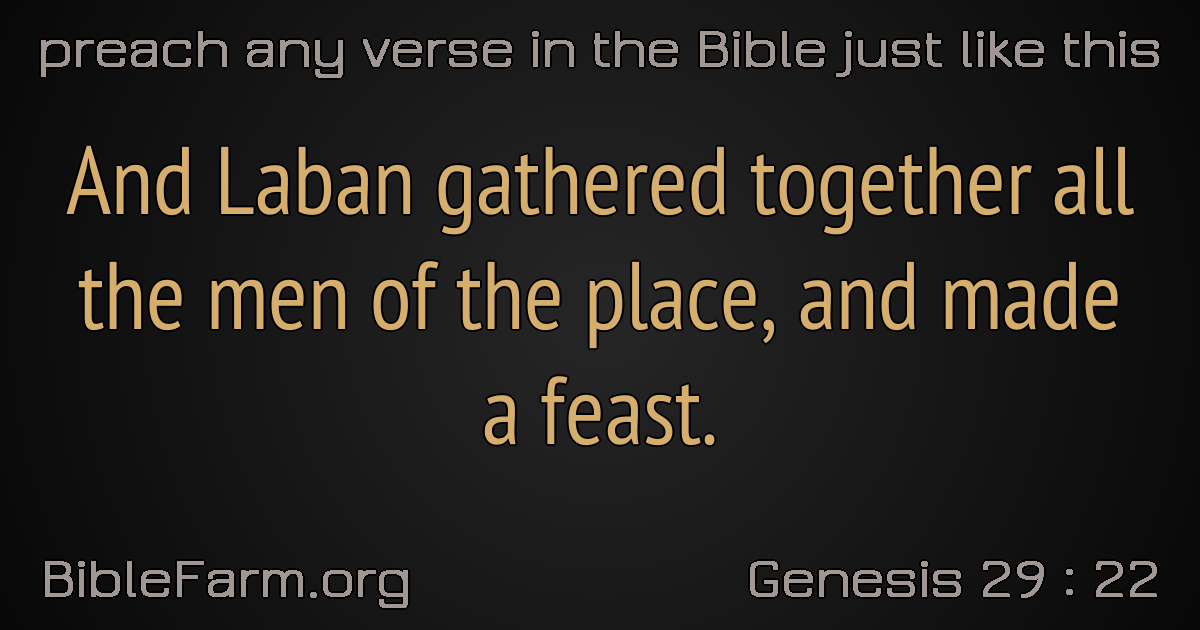 preach any verse in the Bible just like this
And Laban gathered together all
the men of the place, and made
a feast.
BibleFarm.org
Genesis 29 : 22